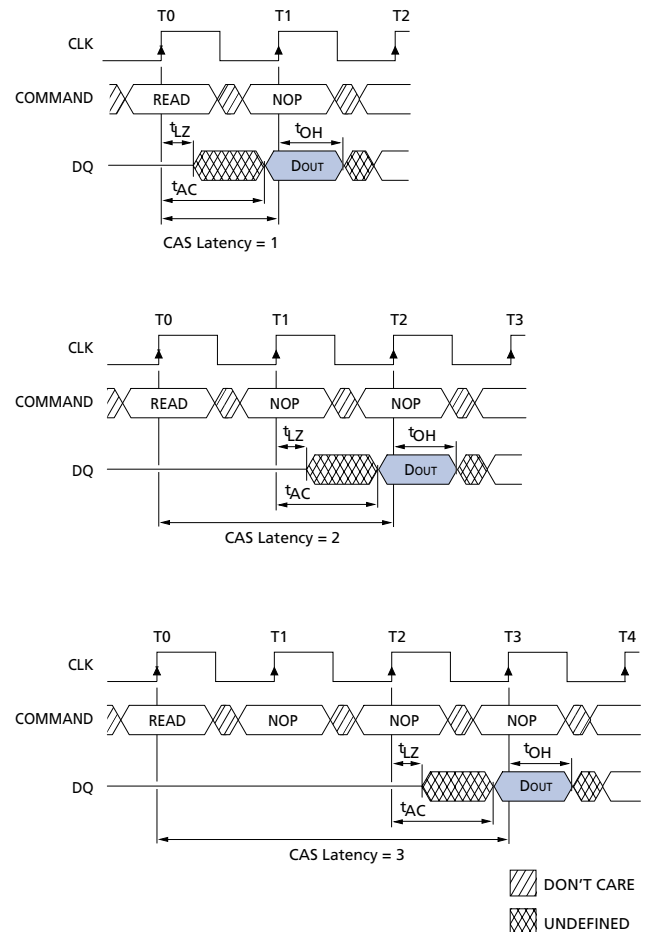 T0 T1 T2
CLK
COMMAND READ NOP
tLZ tOH
DQ DOUT
tAC
CAS Latency = 1
T0 T1 T2 T3
CLK
COMMAND READ NOP NOP
tLZ tOH
DQ DOUT
tAC
CAS Latency = 2
T0 T1 T2 T3 T4
CLK
COMMAND READ NOP NOP NOP
tLZ tOH
DQ DOUT
tAC
CAS Latency = 3
DON'T CARE
UNDEFINED